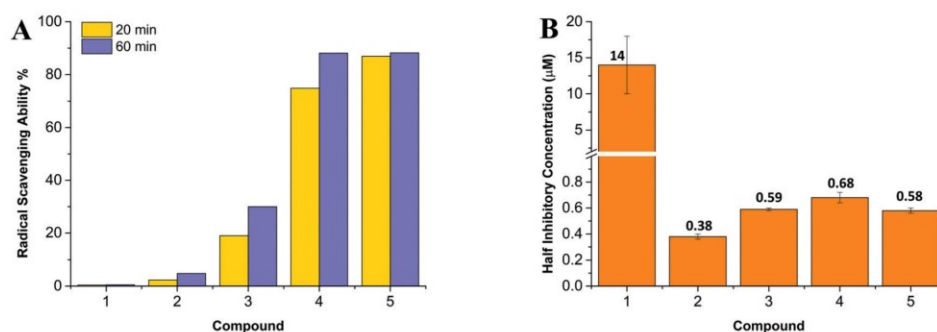 A
20 min
60 min
Radical Scavenging Ability %
100
80
60
40
20
0
1 2 3 4 5
Compound
B
Half Inhibitory Concentration (μM)
20
15
10
5
0.8
0.6
0.4
0.2
0.0
14
0.38
0.59
0.68
0.58
1 2 3 4 5
Compound